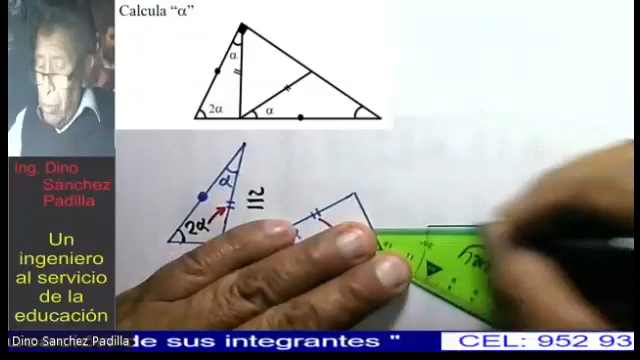 Calcula “α”
α
2α
α
Ing. Dino
Sánchez
Padilla
Un
ingeniero
al servicio
de la
educación
α
2α
Dino Sanchez Padilla
de sus integrantes "
CEL: 952 93